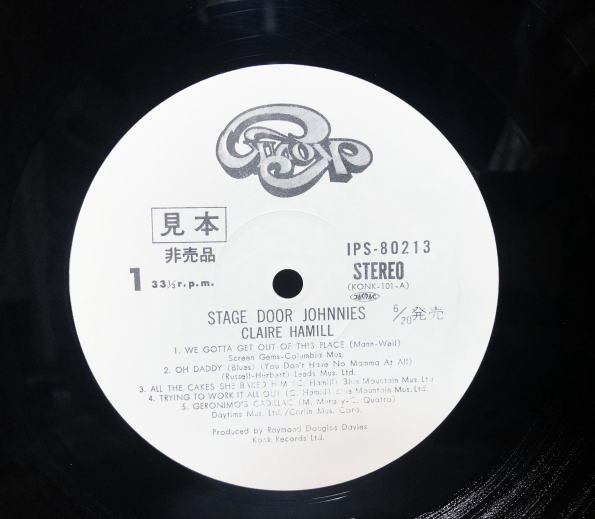 KONK
見本
非売品
1 33⅓ r.p.m.
IPS-80213
STEREO
(KONK-101-A)
6/20発売
STAGE DOOR JOHNNIES
CLAIRE HAMILL
1. WE GOTTA GET OUT OF THIS PLACE (Mann-Weil)
Screen Gems-Columbia Mus.
2. OH DADDY (Blues) (You Don't Have No Mamma At All)
(Russell-Herbert) Leeds Mus. Ltd.
3. ALL THE CAKES SHE BAKED HIM (C. Hamill) Blue Mountain Mus. Ltd
4. TRYING TO WORK IT ALL OUT (C. Hamill) Blue Mountain Mus. Ltd.
5. GERONIMO'S CADILLAC (M. Murphy-C. Quatro)
Daytims Mus. Ltd./Carlin Mus. Corp.
Produced by Raymond Douglas Davies
Konk Records Ltd.